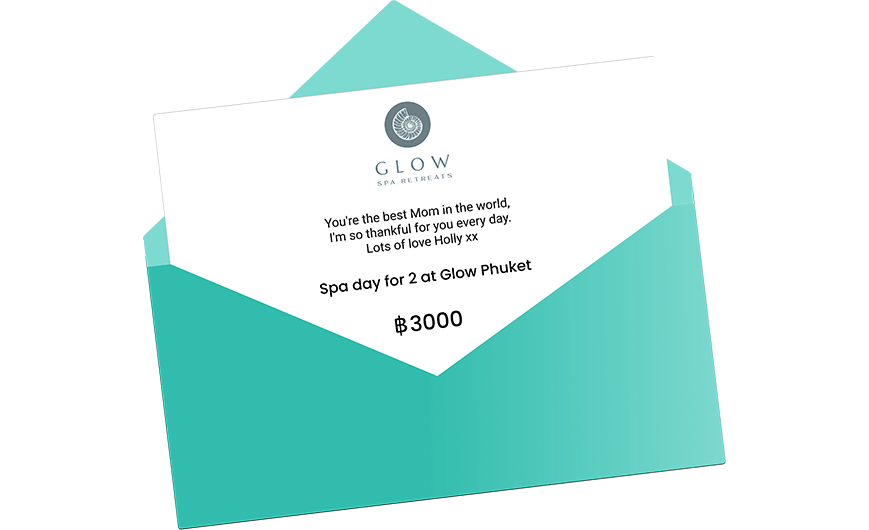 GLOW
SPA RETREATS
You're the best Mom in the world,
I'm so thankful for you every day.
Lots of love Holly xx
Spa day for 2 at Glow Phuket
฿3000